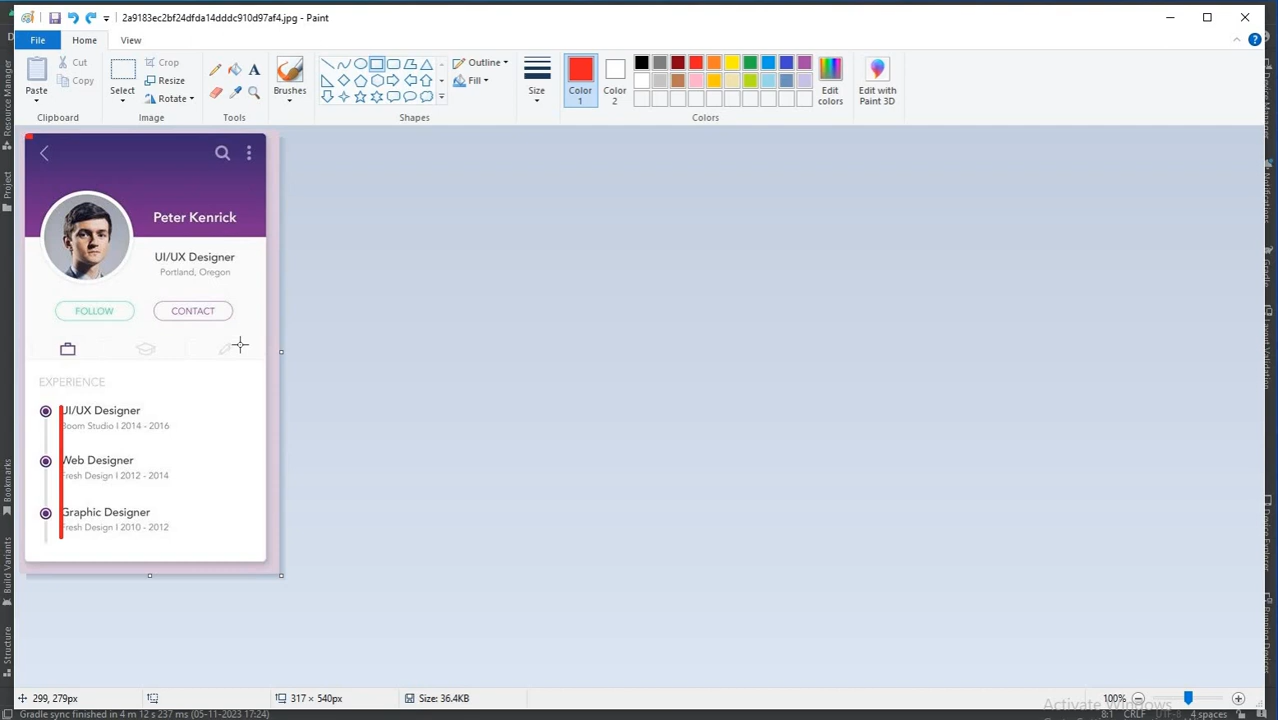 2a9183ec2bf24dfda14dddc910d97af4.jpg - Paint
File
Home
View
Paste
Cut
Copy
Clipboard
Select
Crop
Resize
Rotate
Image
Tools
Brushes
Shapes
Outline
Fill
Size
Color 1
Color 2
Colors
Edit colors
Edit with Paint 3D
Resource Manager
Project
Bookmarks
Build Variants
Structure
Peter Kenrick
UI/UX Designer
Portland, Oregon
FOLLOW
CONTACT
EXPERIENCE
UI/UX Designer
Boom Studio I 2014 - 2016
Web Designer
Fresh Design I 2012 - 2014
Graphic Designer
Fresh Design I 2010 - 2012
299, 279px
317 × 540px
Size: 36.4KB
100%
Activate Windows
Gradle sync finished in 4 m 12 s 237 ms (05-11-2023 17:24)
8:1 CRLF UTF-8 4 spaces